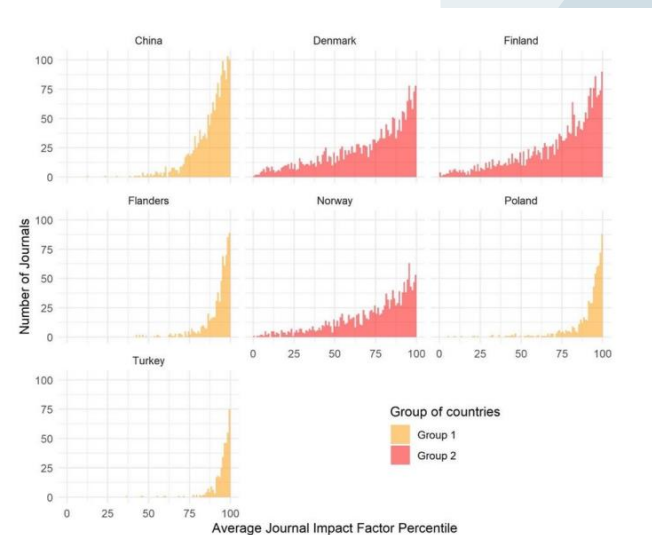 China
Denmark
Finland
100
75
50
25
0
Flanders
Norway
Poland
100
75
50
25
0
0 25 50 75 100
0 25 50 75 100
Turkey
100
75
50
25
0
0 25 50 75 100
Number of Journals
Group of countries
Group 1
Group 2
Average Journal Impact Factor Percentile